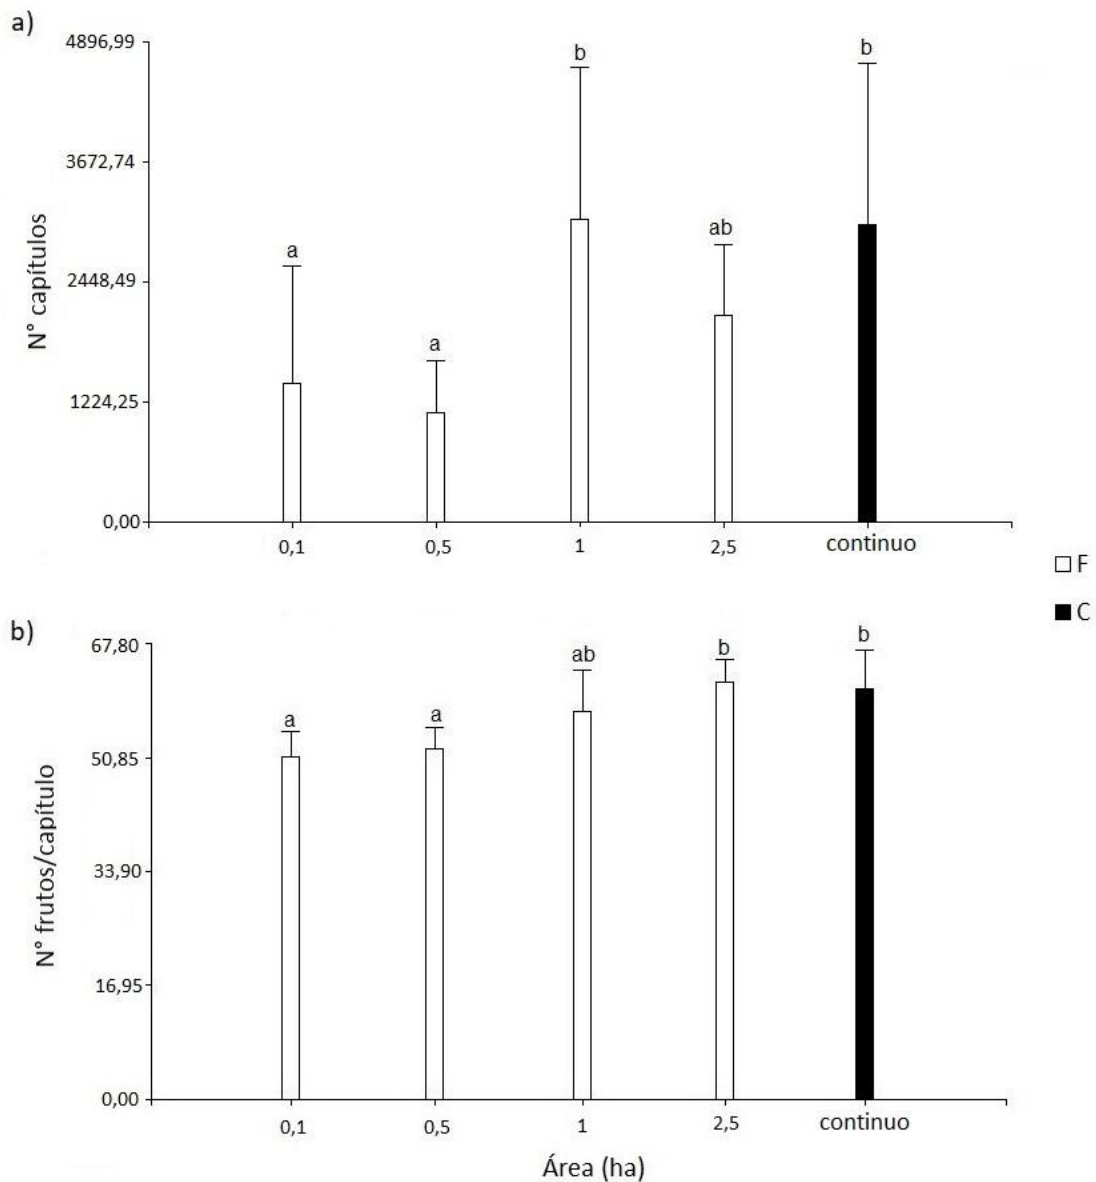 a)
4896,99
3672,74
2448,49
1224,25
0,00
N° capítulos
a
a
b
ab
b
0,1
0,5
1
2,5
continuo
F
C
b)
67,80
50,85
33,90
16,95
0,00
N° frutos/capítulo
a
a
ab
b
b
0,1
0,5
1
2,5
continuo
Área (ha)